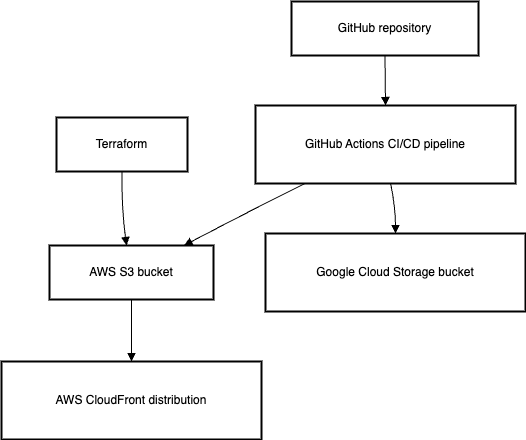 GitHub repository
GitHub Actions CI/CD pipeline
Terraform
AWS S3 bucket
Google Cloud Storage bucket
AWS CloudFront distribution